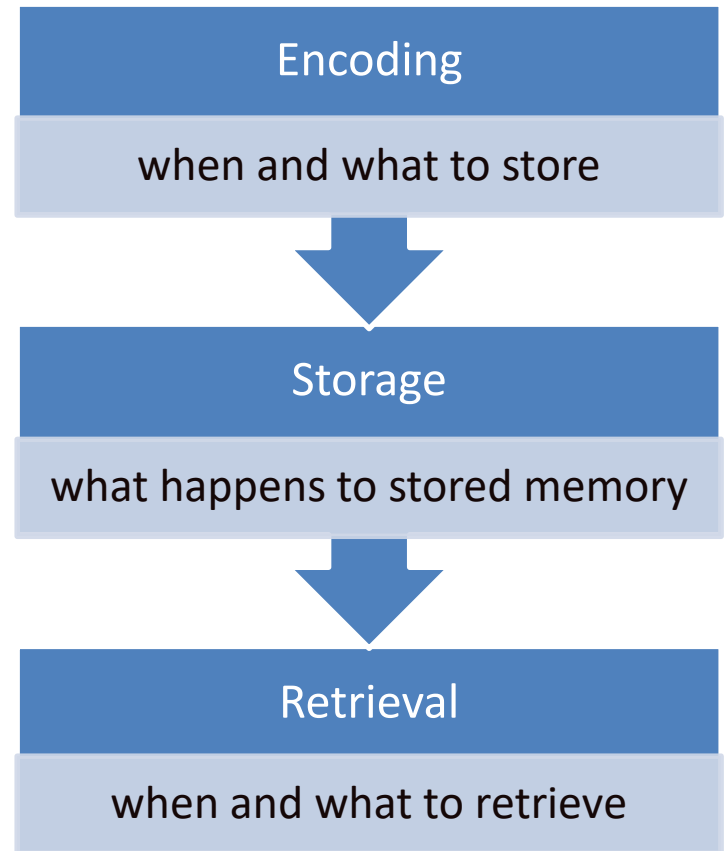 Encoding
when and what to store
Storage
what happens to stored memory
Retrieval
when and what to retrieve